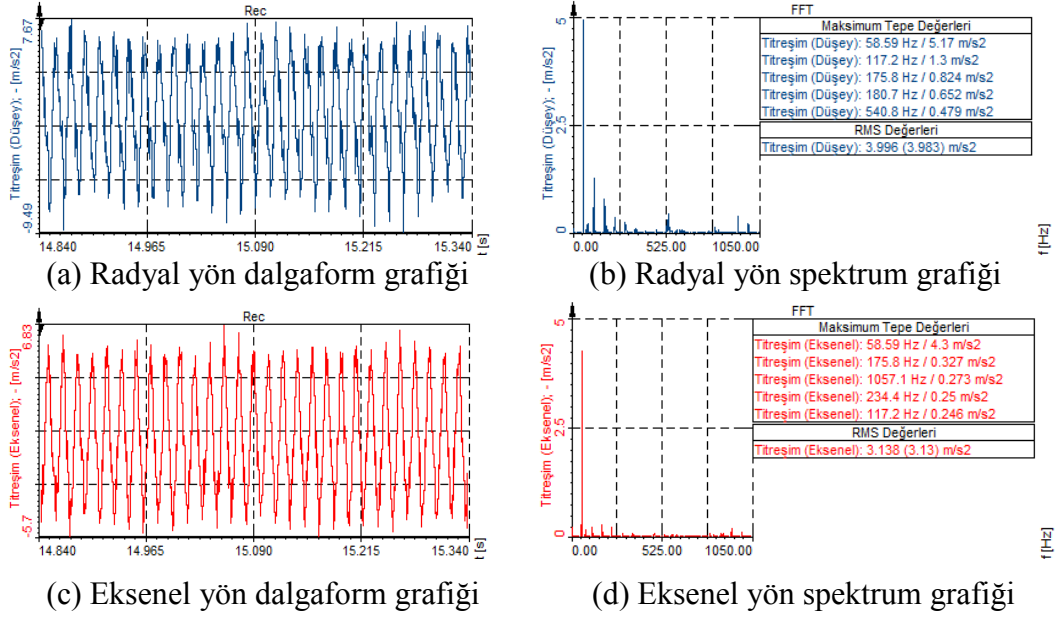 Rec
7.67
Titreşim (Düşey); - [m/s2]
-9.49
14.840 14.965 15.090 15.215 15.340
t [s]
(a) Radyal yön dalgaform grafiği
FFT
5
Titreşim (Düşey); - [m/s2]
2.5
0
0.00 525.00 1050.00
f [Hz]
Maksimum Tepe Değerleri
Titreşim (Düşey): 58.59 Hz / 5.17 m/s2
Titreşim (Düşey): 117.2 Hz / 1.3 m/s2
Titreşim (Düşey): 175.8 Hz / 0.824 m/s2
Titreşim (Düşey): 180.7 Hz / 0.652 m/s2
Titreşim (Düşey): 540.8 Hz / 0.479 m/s2
RMS Değerleri
Titreşim (Düşey): 3.996 (3.983) m/s2
(b) Radyal yön spektrum grafiği
Rec
6.83
Titreşim (Eksenel); - [m/s2]
-5.7
14.840 14.965 15.090 15.215 15.340
t [s]
(c) Eksenel yön dalgaform grafiği
FFT
5
Titreşim (Eksenel); - [m/s2]
2.5
0
0.00 525.00 1050.00
f [Hz]
Maksimum Tepe Değerleri
Titreşim (Eksenel): 58.59 Hz / 4.3 m/s2
Titreşim (Eksenel): 175.8 Hz / 0.327 m/s2
Titreşim (Eksenel): 1057.1 Hz / 0.273 m/s2
Titreşim (Eksenel): 234.4 Hz / 0.25 m/s2
Titreşim (Eksenel): 117.2 Hz / 0.246 m/s2
RMS Değerleri
Titreşim (Eksenel): 3.138 (3.13) m/s2
(d) Eksenel yön spektrum grafiği